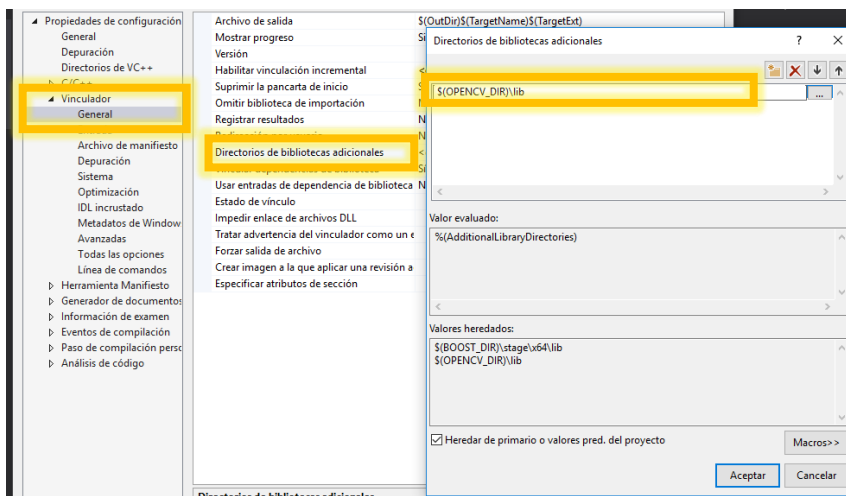 Propiedades de configuración
General
Depuración
Directorios de VC++
C/C++
Vinculador
General
Archivo de manifiesto
Depuración
Sistema
Optimización
IDL incrustado
Metadatos de Window
Avanzadas
Todas las opciones
Línea de comandos
Herramienta Manifiesto
Generador de documentos
Información de examen
Eventos de compilación
Paso de compilación perso
Análisis de código
Archivo de salida $(OutDir)$(TargetName)$(TargetExt)
Mostrar progreso
Versión
Habilitar vinculación incremental
Suprimir la pancarta de inicio
Omitir biblioteca de importación
Registrar resultados
Directorios de bibliotecas adicionales
Usar entradas de dependencia de biblioteca
Estado de vínculo
Impedir enlace de archivos DLL
Tratar advertencia del vinculador como un e
Forzar salida de archivo
Crear imagen a la que aplicar una revisión a
Especificar atributos de sección
Directorios de bibliotecas adicionales
Directorios de bibliotecas adicionales ? X
$(OPENCV_DIR)\lib ...
Valor evaluado:
%(AdditionalLibraryDirectories)
Valores heredados:
$(BOOST_DIR)\stage\x64\lib
$(OPENCV_DIR)\lib
Heredar de primario o valores pred. del proyecto
Macros>>
Aceptar Cancelar